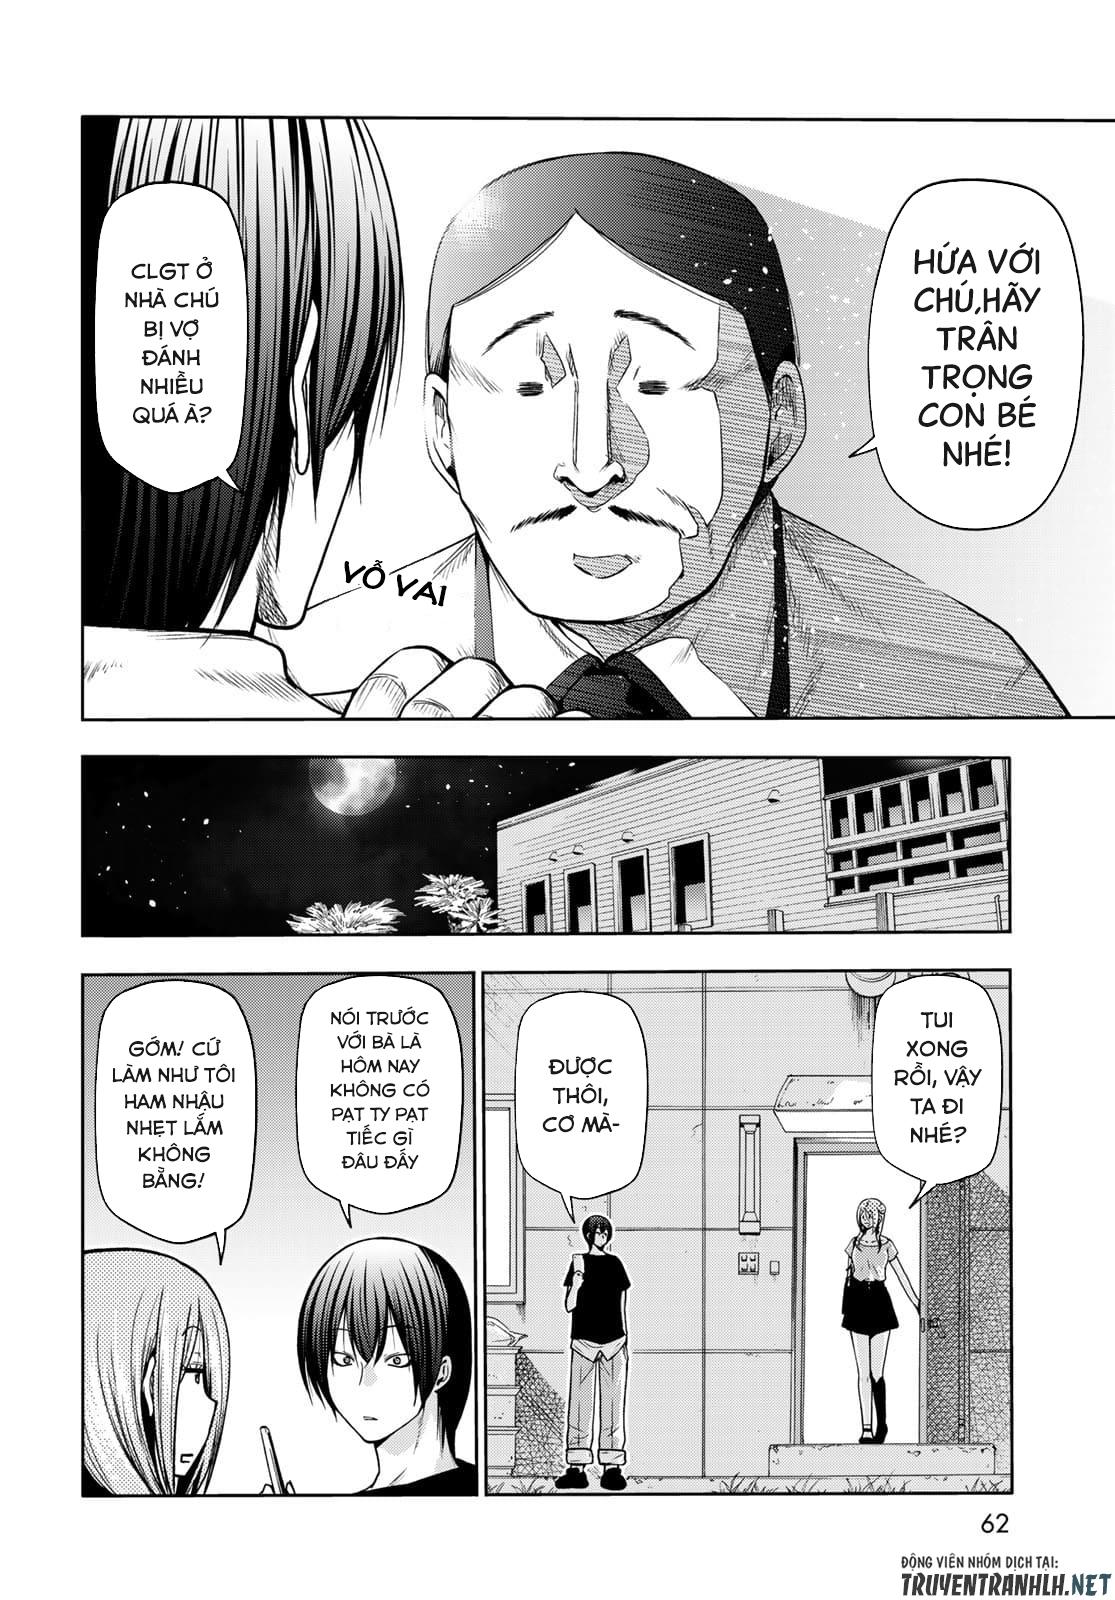 HỨA VỚI
CHÚ,HÃY
TRÂN
TRỌNG
CON BÉ
NHÉ!
CLGT Ở
NHÀ CHÚ
BỊ VỢ
ĐÁNH
NHIỀU
QUÁ À?
VỖ VAI
TUI
XONG
RỒI, VẬY
TA ĐI
NHÉ?
ĐƯỢC
THÔI,
CƠ MÀ-
NÓI TRƯỚC
VỚI BÀ LÀ
HÔM NAY
KHÔNG CÓ
PẠT TY PẠT
TIẾC GÌ
ĐÂU ĐẤY
GỚM! CỨ
LÀM NHƯ TÔI
HAM NHẬU
NHẸT LẮM
KHÔNG
BẰNG!
62
ĐỘNG VIÊN NHÓM DỊCH TẠI:
TRUYENTRANHLH.NET